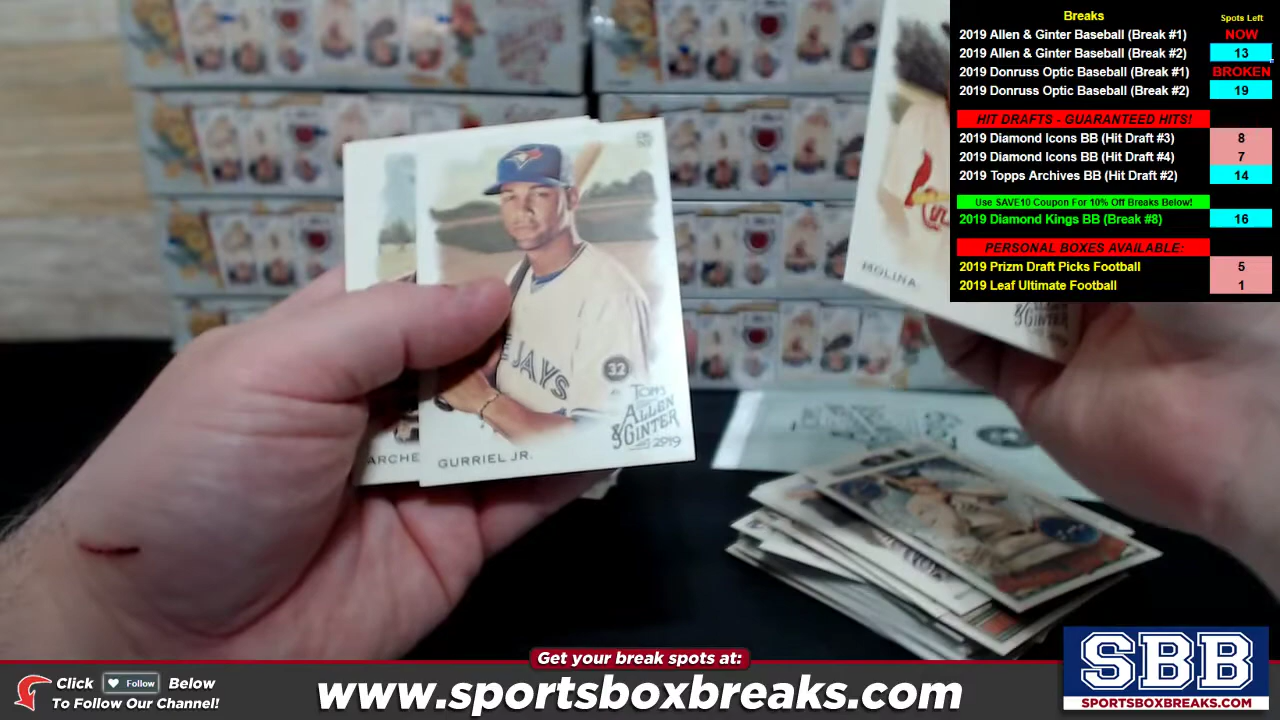 Breaks
Spots Left
2019 Allen & Ginter Baseball (Break #1)
NOW
2019 Allen & Ginter Baseball (Break #2)
13
2019 Donruss Optic Baseball (Break #1)
BROKEN
2019 Donruss Optic Baseball (Break #2)
19
HIT DRAFTS - GUARANTEED HITS!
2019 Diamond Icons BB (Hit Draft #3)
8
2019 Diamond Icons BB (Hit Draft #4)
7
2019 Topps Archives BB (Hit Draft #2)
14
Use SAVE10 Coupon For 10% Off Breaks Below!
2019 Diamond Kings BB (Break #8)
16
PERSONAL BOXES AVAILABLE:
2019 Prizm Draft Picks Football
5
2019 Leaf Ultimate Football
1
MOLINA
GINTER
E JAYS
32
TOPPS
ALLEN
& GINTER
2019
ARCHE
GURRIEL JR.
Get your break spots at:
Click Follow Below
To Follow Our Channel!
www.sportsboxbreaks.com
SBB
SPORTSBOXBREAKS.COM